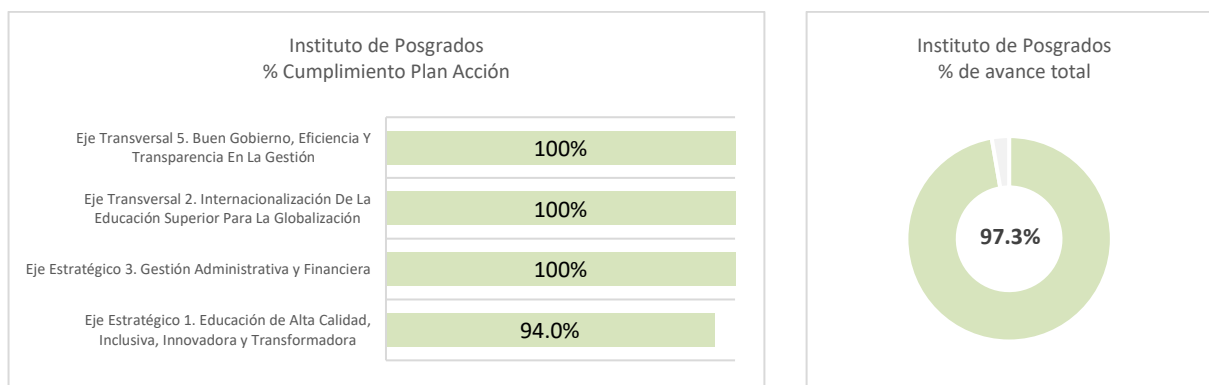 Instituto de Posgrados
% Cumplimiento Plan Acción
Eje Transversal 5. Buen Gobierno, Eficiencia Y
Transparencia En La Gestión
100%
Eje Transversal 2. Internacionalización De La
Educación Superior Para La Globalización
100%
Eje Estratégico 3. Gestión Administrativa y Financiera
100%
Eje Estratégico 1. Educación de Alta Calidad,
Inclusiva, Innovadora y Transformadora
94.0%
Instituto de Posgrados
% de avance total
97.3%